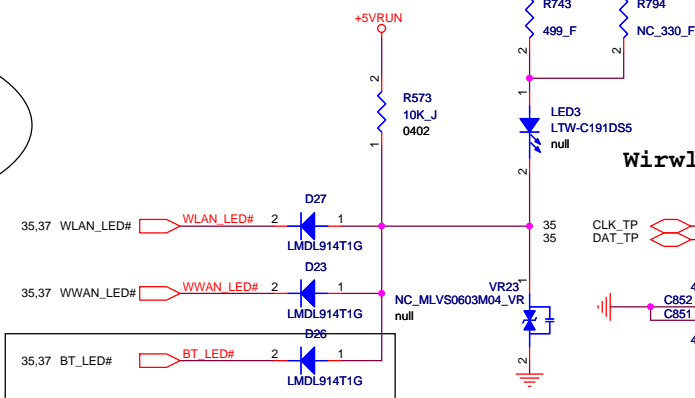 R743
R794
+5VRUN
499_F
NC_330_F
2
2
2
1
R573
10K_J
0402
LED3
LTW-C191DS5
null
1
2
Wirwl
D27
WLAN_LED#
35,37 WLAN_LED#
2
1
35
35
CLK_TP
DAT_TP
LMDL914T1G
D23
WWAN_LED#
35,37 WWAN_LED#
2
1
VR23
1
NC_MLVS0603M04_VR
null
C852
C851
LMDL914T1G
D26
BT_LED#
35,37 BT_LED#
2
1
2
LMDL914T1G